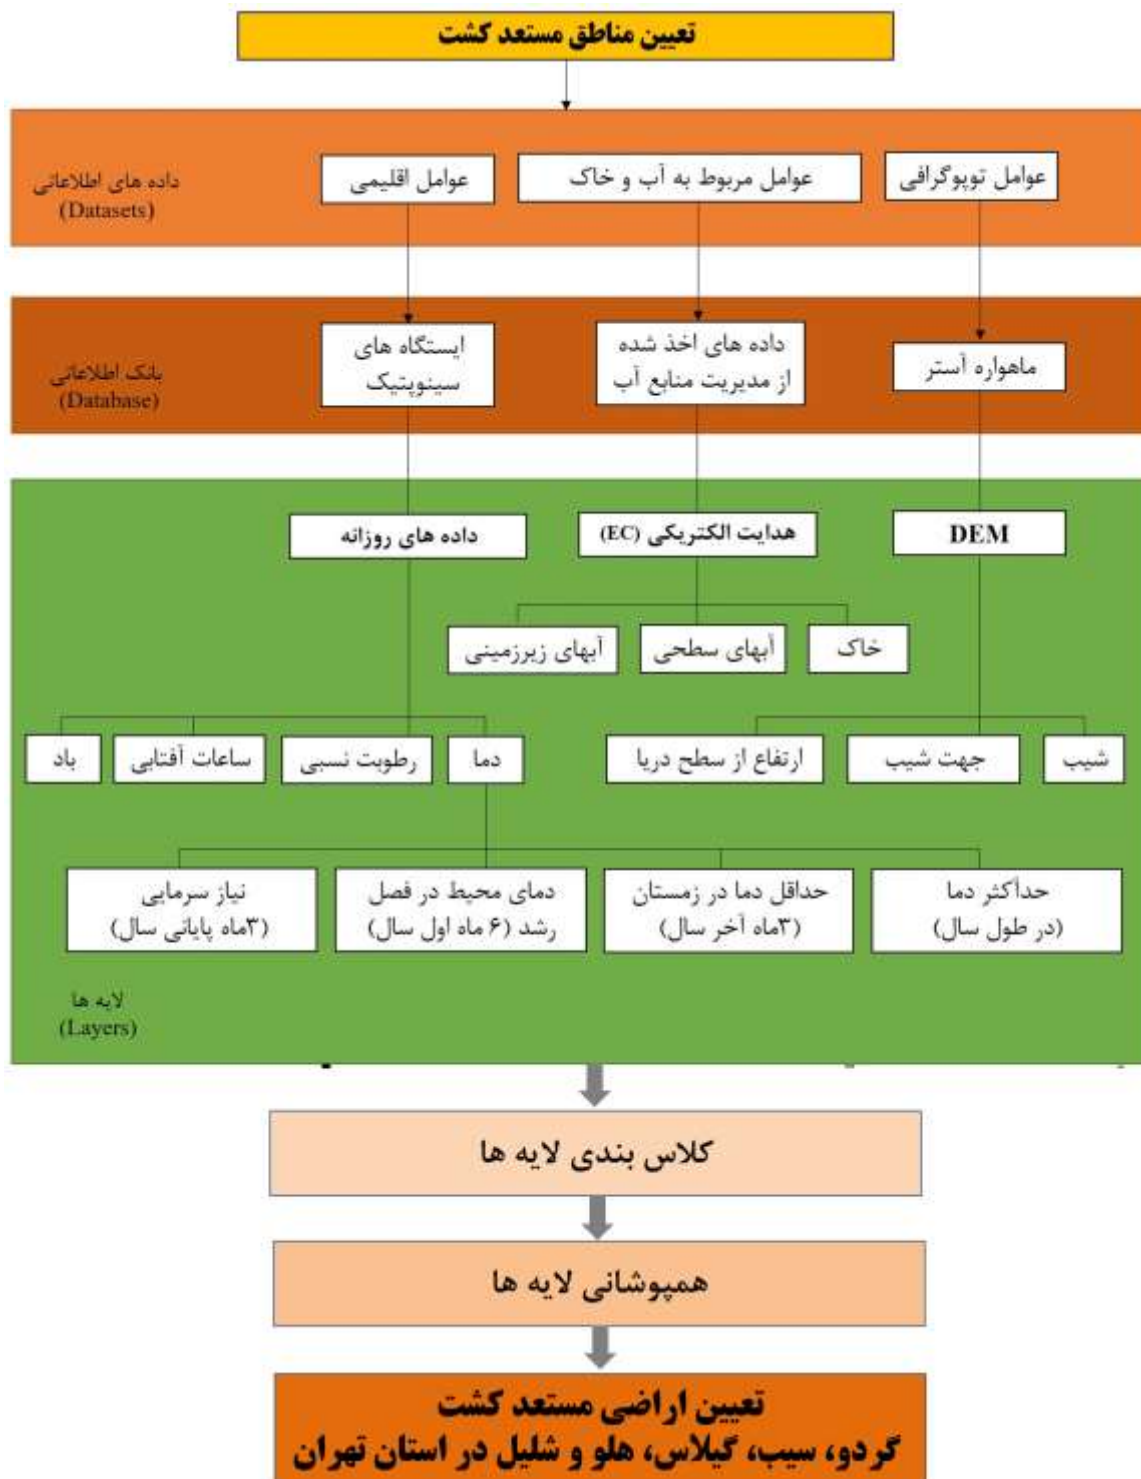 تعیین مناطق مستعد کشت
عوامل توپوگرافی
عوامل مربوط به آب و خاک
عوامل اقلیمی
داده های اطلاعاتی
(Datasets)
ماهواره آستر
داده های اخذ شده
از مدیریت منابع آب
ایستگاه های
سینوپتیک
بانک اطلاعاتی
(Database)
DEM
هدایت الکتریکی (EC)
داده های روزانه
خاک
آبهای سطحی
آبهای زیرزمینی
شیب
جهت شیب
ارتفاع از سطح دریا
دما
رطوبت نسبی
ساعات آفتابی
باد
حداکثر دما
(در طول سال)
حداقل دما در زمستان
(۳ماه آخر سال)
دمای محیط در فصل
رشد (۶ ماه اول سال)
نیاز سرمایی
(۳ماه پایانی سال)
لایه ها
(Layers)
کلاس بندی لایه ها
همپوشانی لایه ها
تعیین اراضی مستعد کشت
گردو، سیب، گیلاس، هلو و شلیل در استان تهران